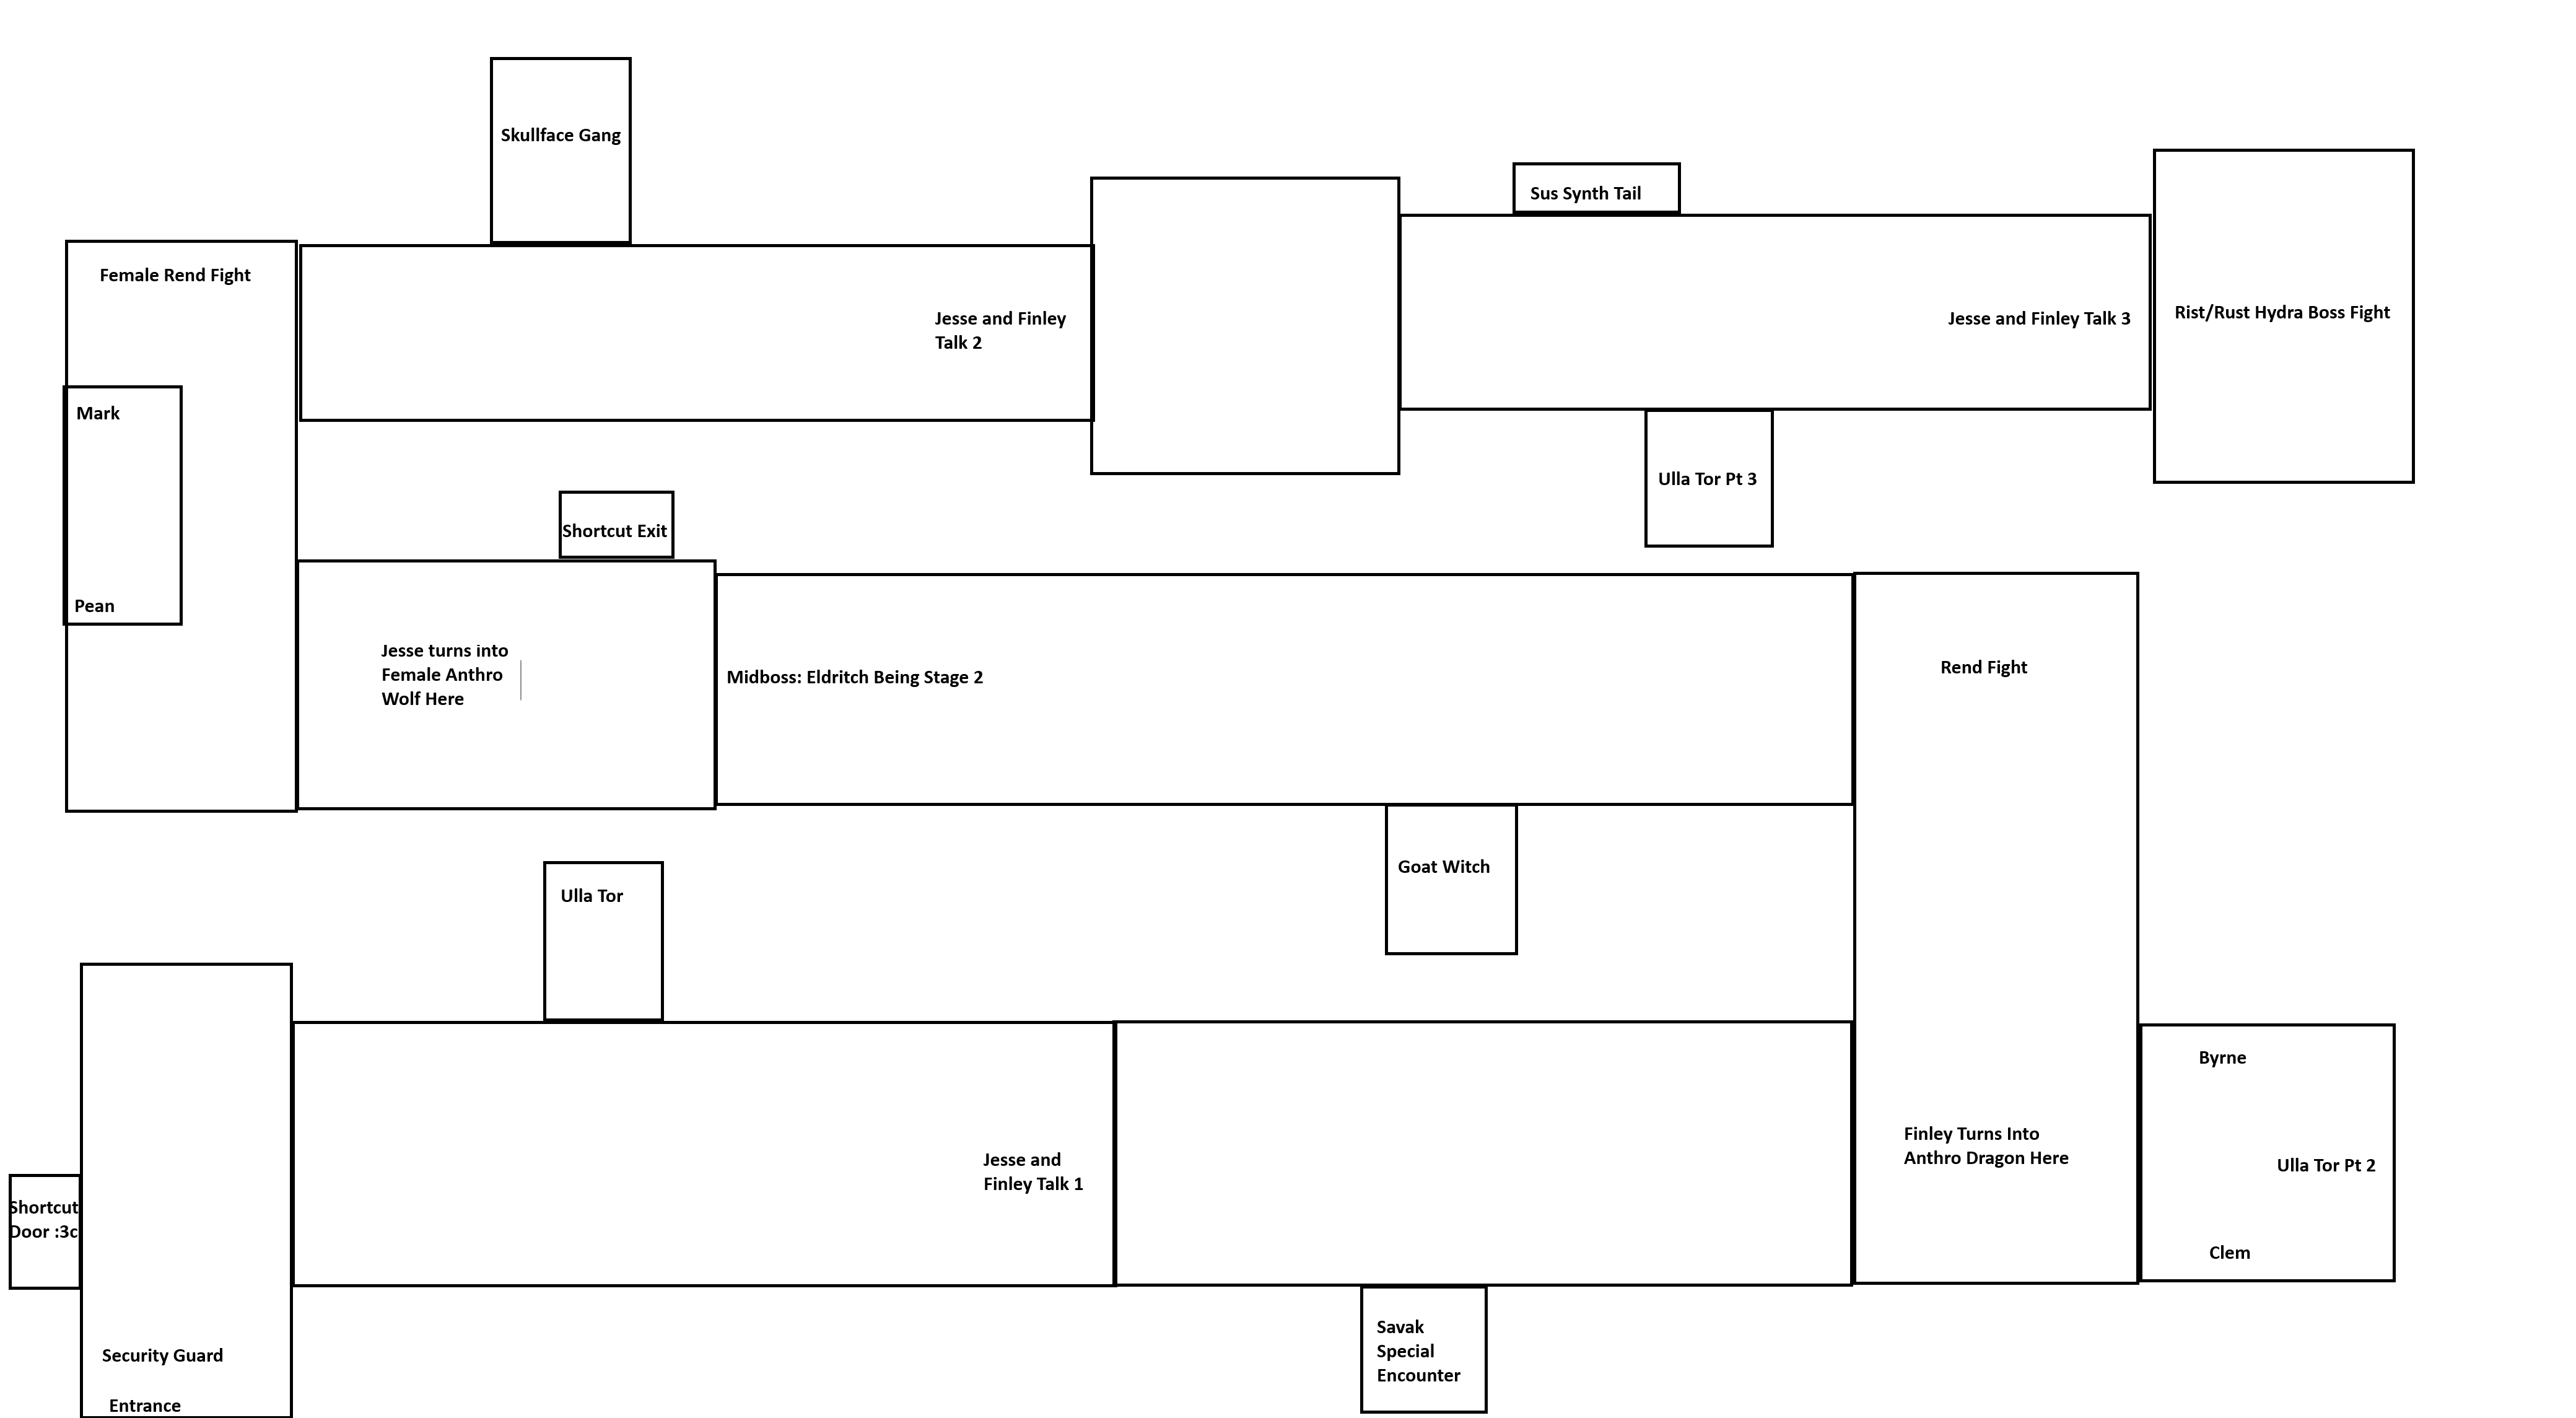 Skullface Gang
Sus Synth Tail
Female Rend Fight
Jesse and Finley
Talk 2
Jesse and Finley Talk 3
Rist/Rust Hydra Boss Fight
Mark
Pean
Ulla Tor Pt 3
Shortcut Exit
Jesse turns into
Female Anthro
Wolf Here
Midboss: Eldritch Being Stage 2
Rend Fight
Goat Witch
Ulla Tor
Byrne
Ulla Tor Pt 2
Clem
Finley Turns Into
Anthro Dragon Here
Jesse and
Finley Talk 1
Shortcut
Door :3c
Security Guard
Entrance
Savak
Special
Encounter